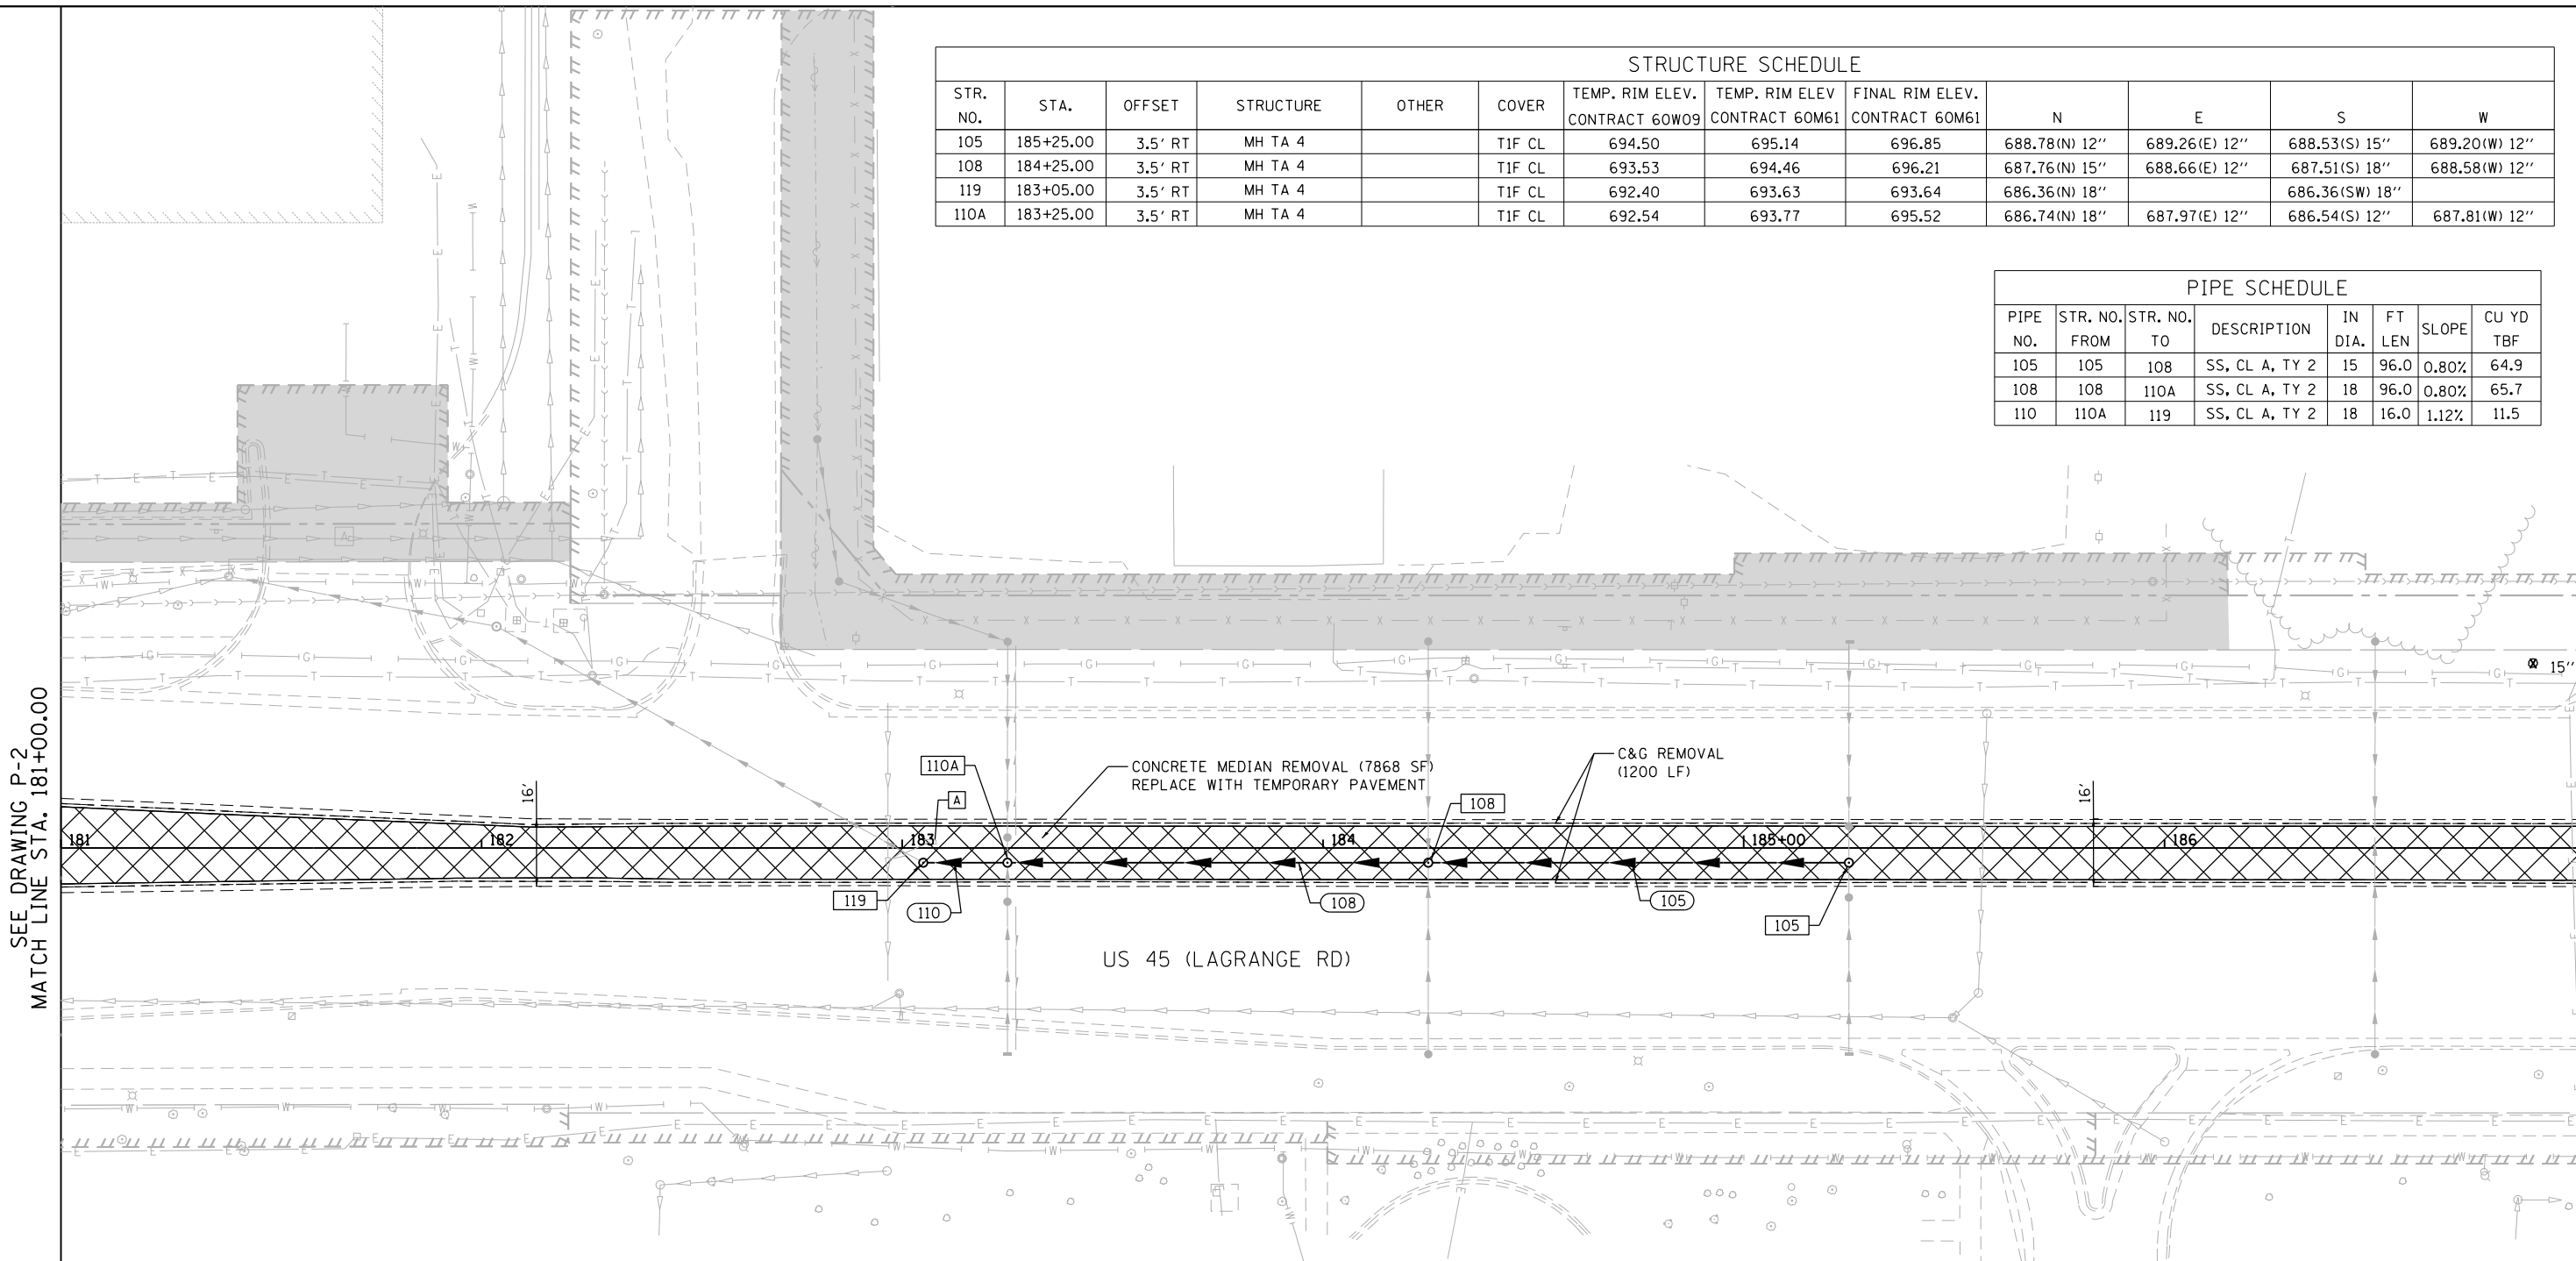 STRUCTURE SCHEDULE
STR. NO. STA. OFFSET STRUCTURE OTHER COVER TEMP. RIM ELEV. CONTRACT 60W09 TEMP. RIM ELEV CONTRACT 60M61 FINAL RIM ELEV. CONTRACT 60M61 N E S W
105 185+25.00 3.5' RT MH TA 4 T1F CL 694.50 695.14 696.85 688.78(N) 12'' 689.26(E) 12'' 688.53(S) 15'' 689.20(W) 12''
108 184+25.00 3.5' RT MH TA 4 T1F CL 693.53 694.46 696.21 687.76(N) 15'' 688.66(E) 12'' 687.51(S) 18'' 688.58(W) 12''
119 183+05.00 3.5' RT MH TA 4 T1F CL 692.40 693.63 693.64 686.36(N) 18'' 686.36(SW) 18''
110A 183+25.00 3.5' RT MH TA 4 T1F CL 692.54 693.77 695.52 686.74(N) 18'' 687.97(E) 12'' 686.54(S) 12'' 687.81(W) 12''
PIPE SCHEDULE
PIPE NO. STR. NO. FROM STR. NO. TO DESCRIPTION IN DIA. FT LEN SLOPE CU YD TBF
105 105 108 SS, CL A, TY 2 15 96.0 0.80% 64.9
108 108 110A SS, CL A, TY 2 18 96.0 0.80% 65.7
110 110A 119 SS, CL A, TY 2 18 16.0 1.12% 11.5
A
15''
SEE DRAWING P-2
MATCH LINE STA. 181+00.00
16'
110A
A
CONCRETE MEDIAN REMOVAL (7868 SF)
REPLACE WITH TEMPORARY PAVEMENT
C&G REMOVAL
(1200 LF)
108
16'
181
182
183
184
185+00
186
119
110
108
105
105
US 45 (LAGRANGE RD)